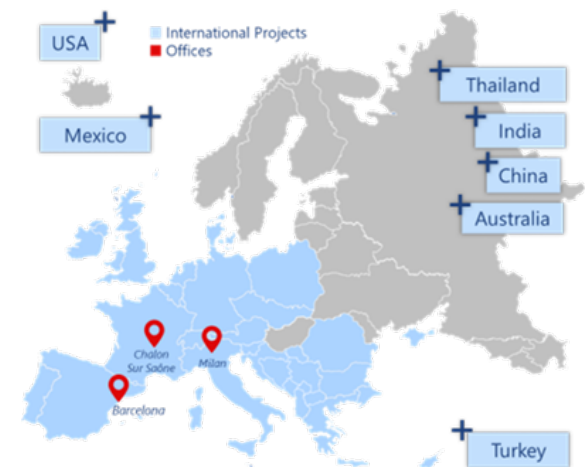 USA
International Projects
Offices
Mexico
Thailand
India
China
Australia
Chalon
Sur Saône
Milan
Barcelona
Turkey